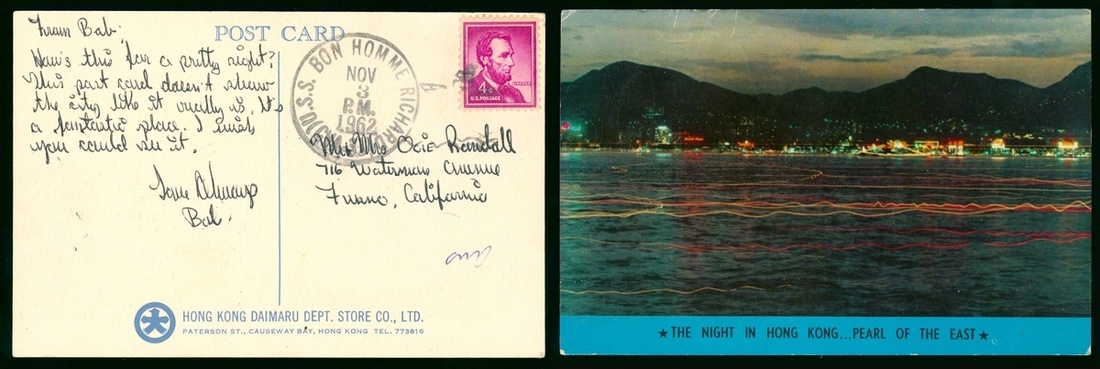 POST CARD
From Bob.
How's this for a pretty night?
This post card doesn't show
the city like it really is. It's
a fantastic place. I wish
you could see it.
Love Always
Bob.
U.S.S. BON HOMME RICHARD
NOV
3
P.M.
1962
4¢
U.S. POSTAGE
LINCOLN
Mr & Mrs Ocie Randall
716 Waterman Avenue
Fresno, California
HONG KONG DAIMARU DEPT. STORE CO., LTD.
PATERSON ST., CAUSEWAY BAY, HONG KONG TEL. 773816
★ THE NIGHT IN HONG KONG...PEARL OF THE EAST ★